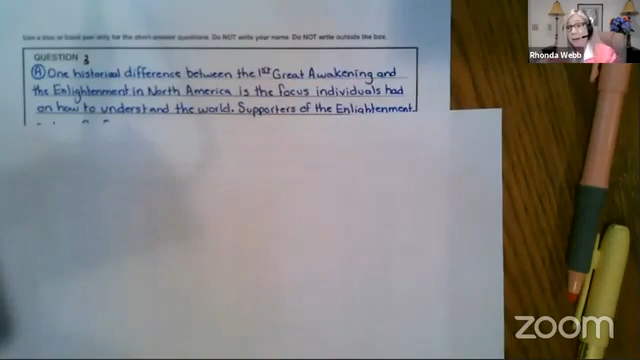 Use a blue or black pen only for the short-answer questions. Do NOT write your name. Do NOT write outside the box.
QUESTION 3
Ⓐ One historical difference between the 1ST Great Awakening and
the Enlightenment in North America is the focus individuals had
on how to understand the world. Supporters of the Enlightenment
Rhonda Webb
zoom